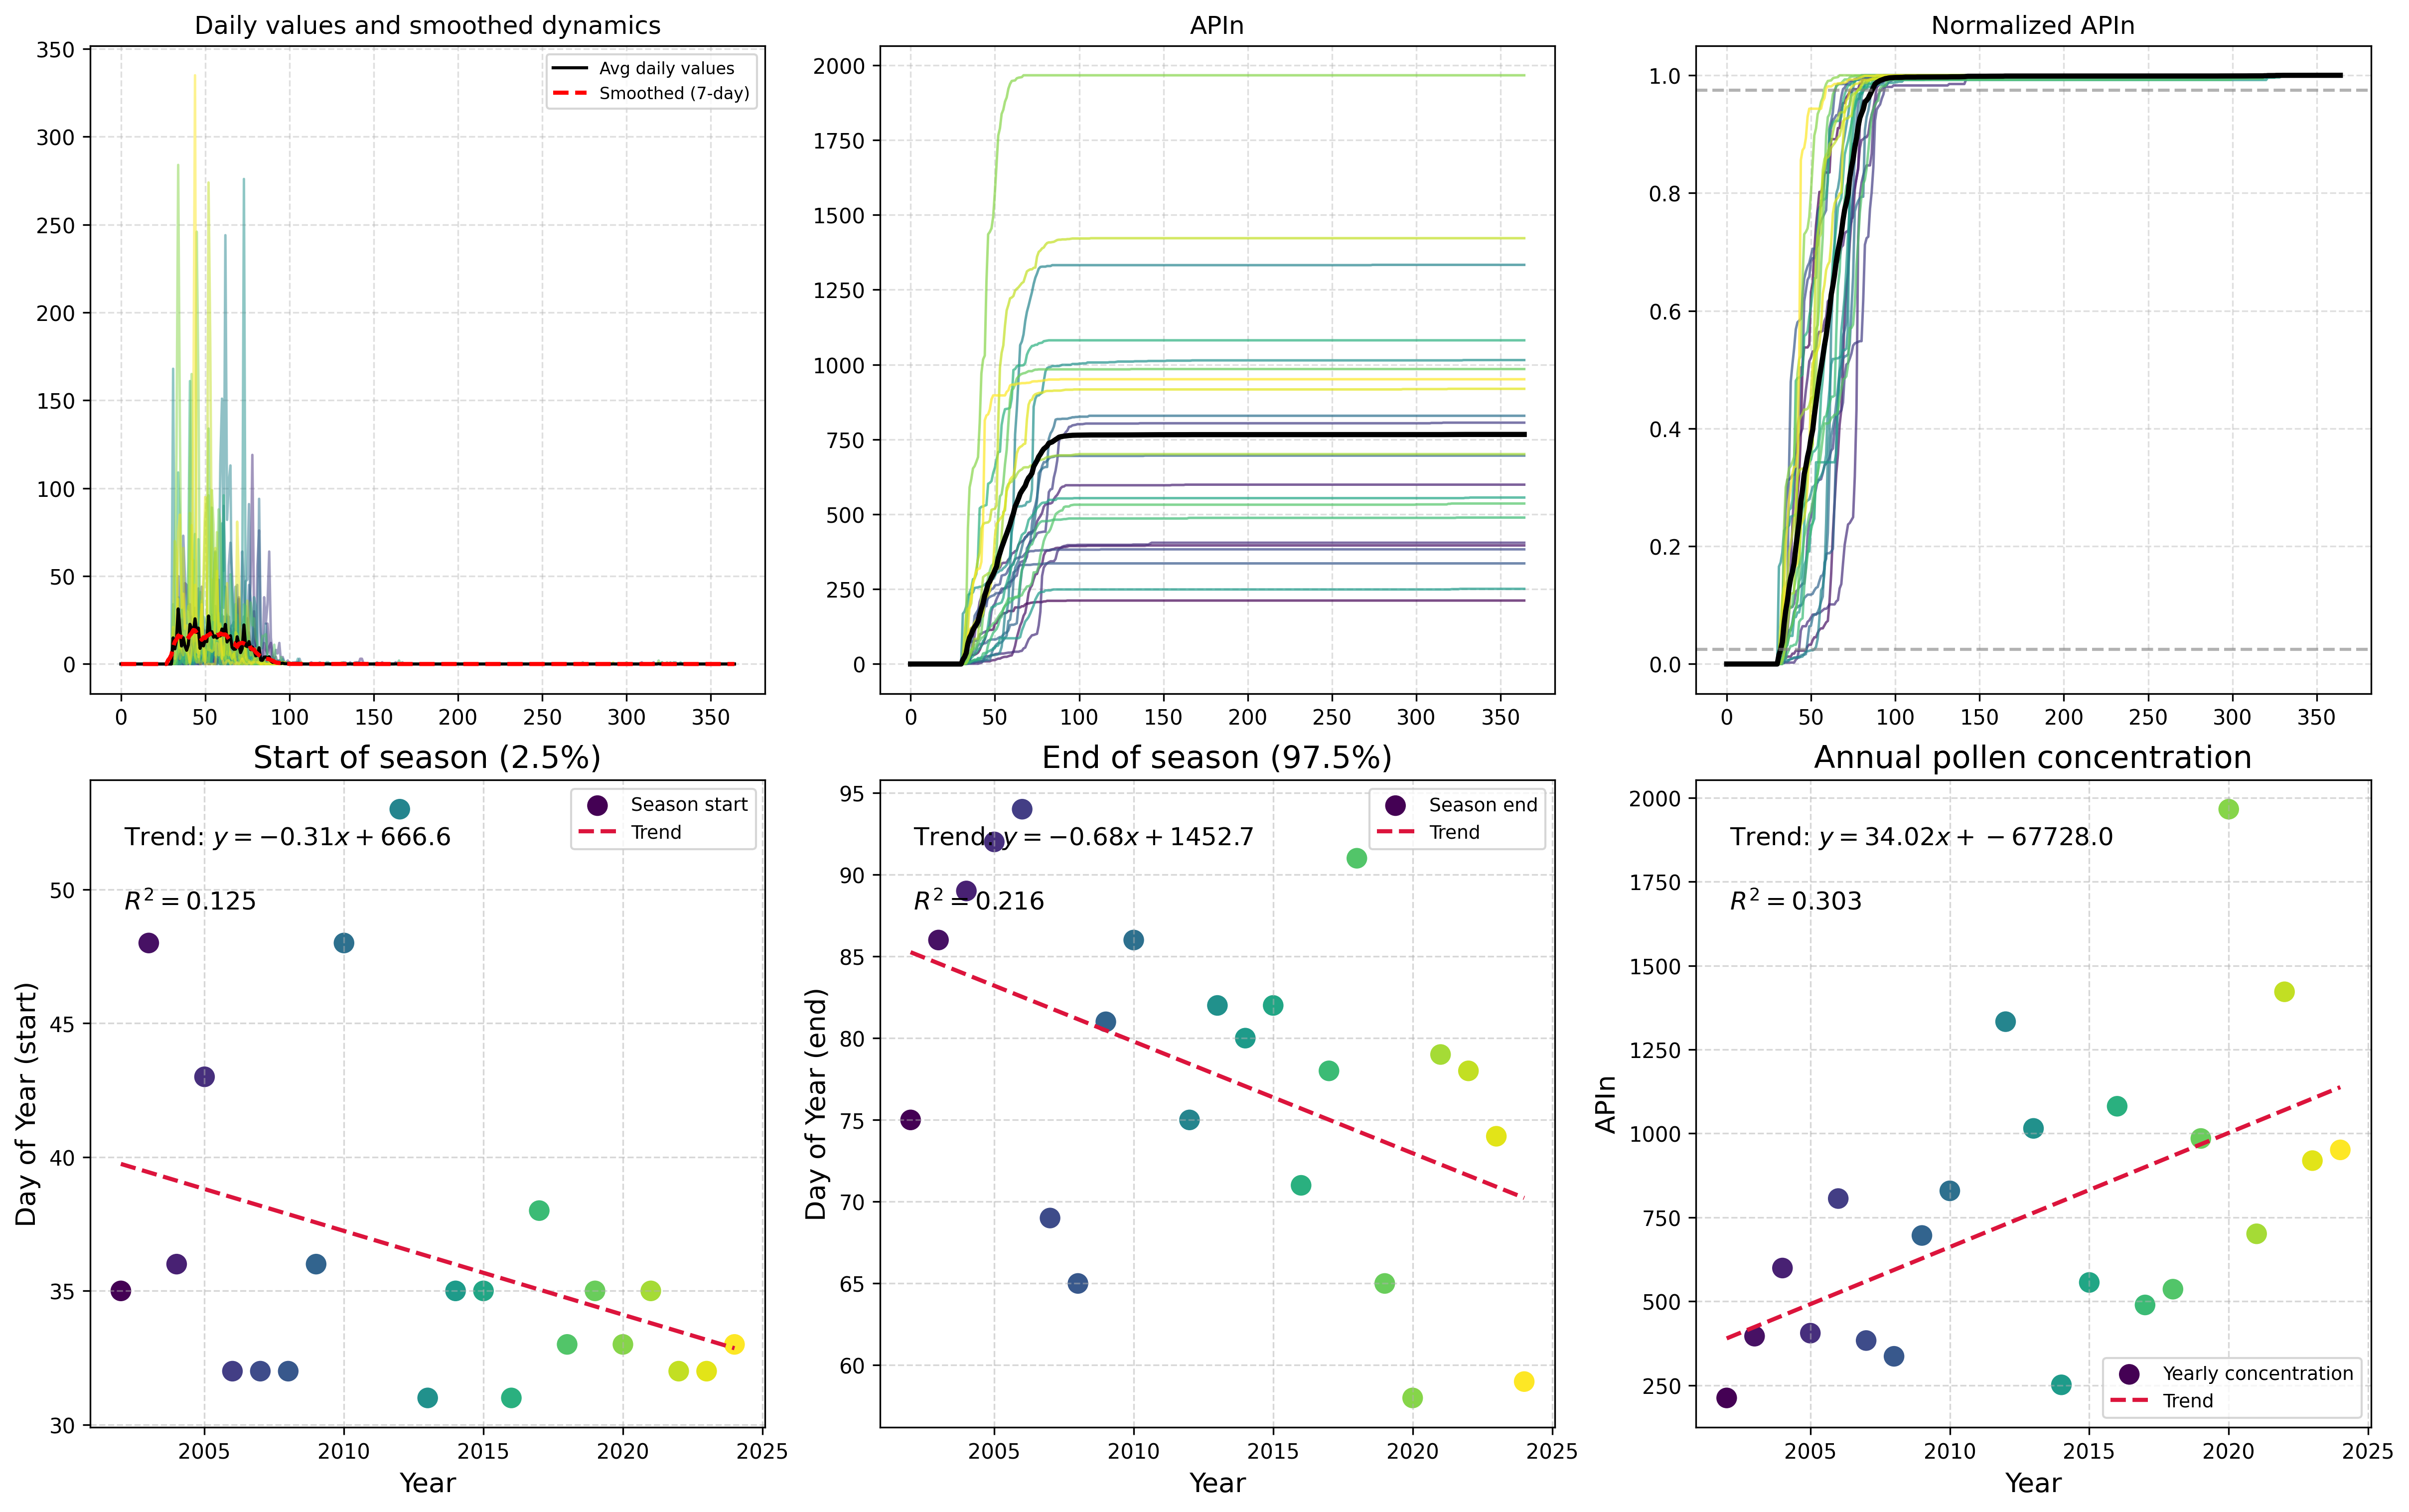 Daily values and smoothed dynamics
350
300
250
200
150
100
50
0
0 50 100 150 200 250 300 350
Avg daily values
Smoothed (7-day)
APIn
2000
1750
1500
1250
1000
750
500
250
0
0 50 100 150 200 250 300 350
Normalized APIn
1.0
0.8
0.6
0.4
0.2
0.0
0 50 100 150 200 250 300 350
Start of season (2.5%)
Season start
Trend
Trend: y = −0.31x + 666.6
R² = 0.125
Day of Year (start)
50
45
40
35
30
2005 2010 2015 2020 2025
Year
End of season (97.5%)
Season end
Trend
Trend: y = −0.68x + 1452.7
R² = 0.216
Day of Year (end)
95
90
85
80
75
70
65
60
2005 2010 2015 2020 2025
Year
Annual pollen concentration
Trend: y = 34.02x + −67728.0
R² = 0.303
APIn
2000
1750
1500
1250
1000
750
500
250
Yearly concentration
Trend
2005 2010 2015 2020 2025
Year